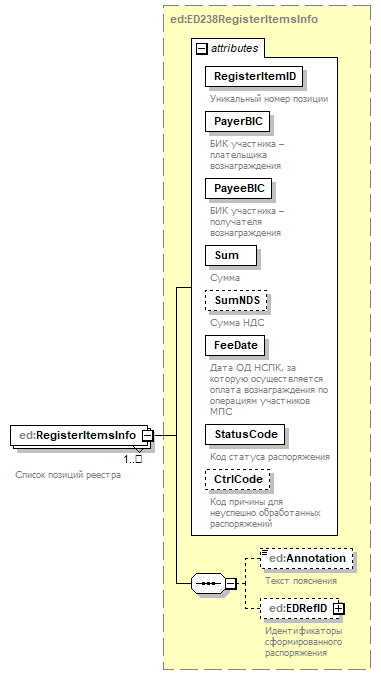 ed:ED238RegisterItemsInfo
attributes
RegisterItemID
Уникальный номер позиции
PayerBIC
БИК участника –
плательщика
вознаграждения
PayeeBIC
БИК участника –
получателя
вознаграждения
Sum
Сумма
SumNDS
Сумма НДС
FeeDate
Дата ОД НСПК, за
которую осуществляется
оплата вознаграждения по
операциям участников
МПС
StatusCode
Код статуса распоряжения
CtrlCode
Код причины для
неуспешно обработанных
распоряжений
ed:RegisterItemsInfo
1..
Список позиций реестра
ed:Annotation
Текст пояснения
ed:EDRefID
Идентификаторы
сформированного
распоряжения